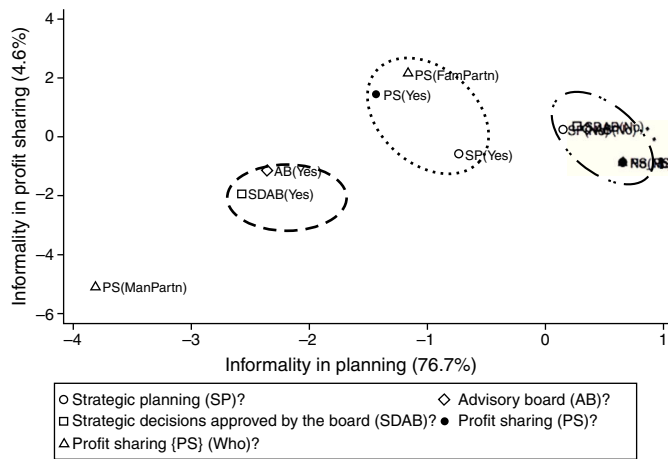 Informality in profit sharing (4.6%)
4
2
0
–2
–4
–6
PS(FamPartn)
PS(Yes)
SP(Yes)
AB(Yes)
SDAB(Yes)
PS(ManPartn)
–4
–3
–2
–1
0
1
Informality in planning (76.7%)
Strategic planning (SP)?
Advisory board (AB)?
Strategic decisions approved by the board (SDAB)?
Profit sharing (PS)?
Profit sharing {PS} (Who)?